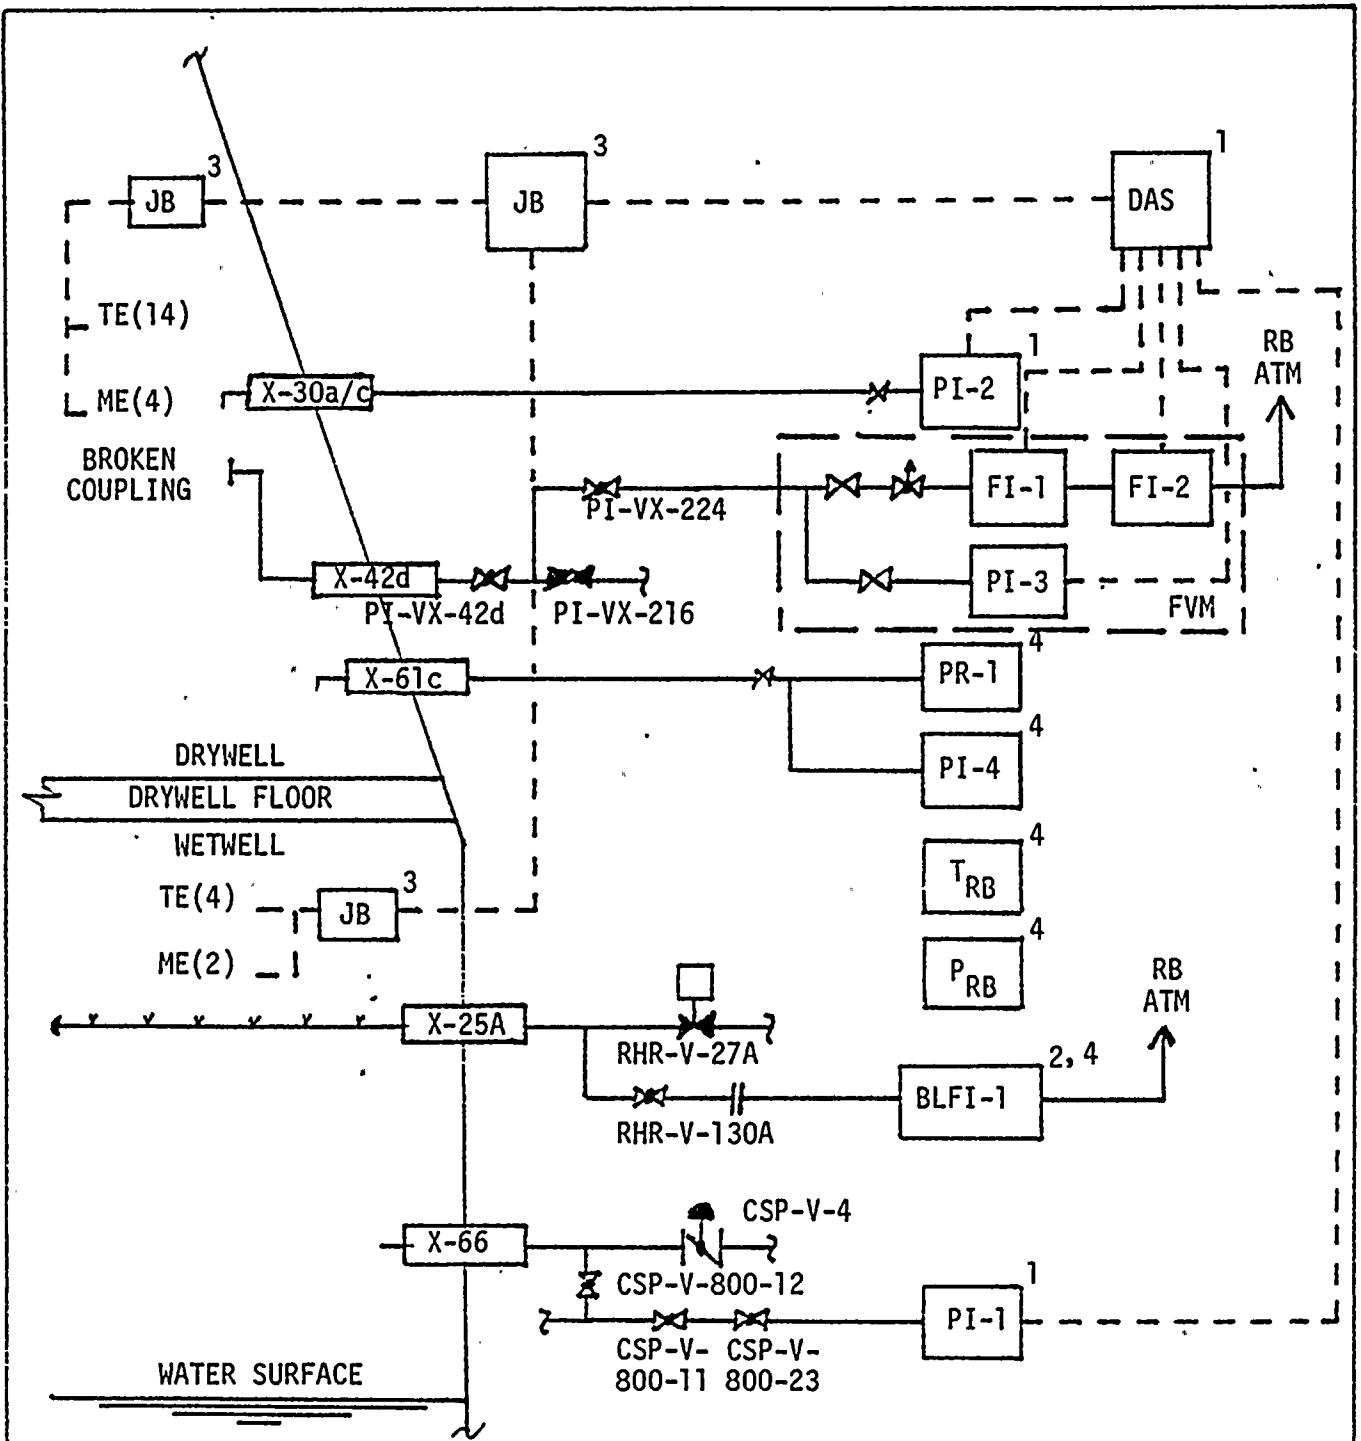 3
JB
3
JB
1
DAS
TE(14)
ME(4)
X-30a/c
1
PI-2
RB
ATM
BROKEN
COUPLING
PI-VX-224
FI-1
FI-2
X-42d
PI-VX-42d
PI-VX-216
PI-3
FVM
X-61c
4
PR-1
4
PI-4
DRYWELL
DRYWELL FLOOR
WETWELL
4
TRB
TE(4)
3
JB
ME(2)
4
PRB
X-25A
RHR-V-27A
RB
ATM
2,4
BLFI-1
RHR-V-130A
X-66
CSP-V-4
CSP-V-800-12
1
PI-1
CSP-V-
800-11
CSP-V-
800-23
WATER SURFACE